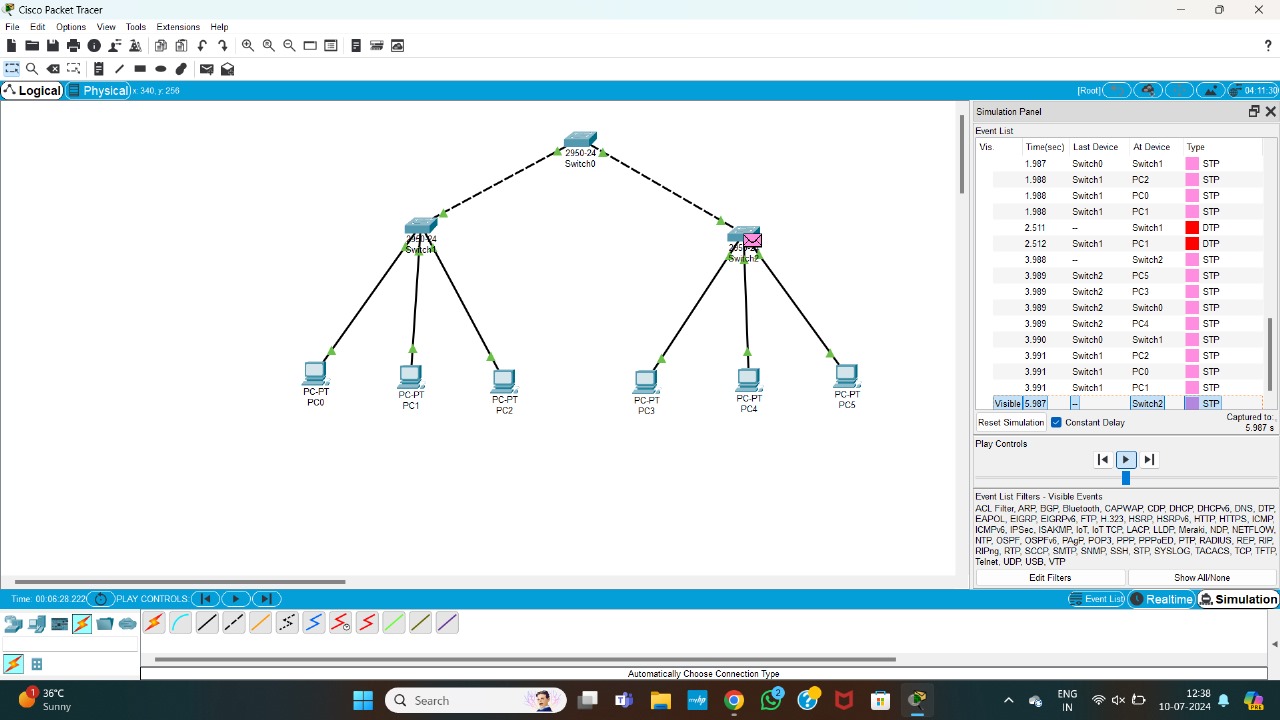 Cisco Packet Tracer
File Edit Options View Tools Extensions Help
?
Logical Physical x: 340, y: 256 [Root] 04:11:30
2950-24
Switch0
Switch1
Switch2
PC-PT
PC0
PC-PT
PC1
PC-PT
PC2
PC-PT
PC3
PC-PT
PC4
PC-PT
PC5
Simulation Panel
Event List
Vis. Time(sec) Last Device At Device Type
1.987 Switch0 Switch1 STP
1.988 Switch1 PC2 STP
1.988 Switch1 PC0 STP
1.988 Switch1 PC1 STP
2.511 -- Switch1 DTP
2.512 Switch1 PC1 DTP
3.988 -- Switch2 STP
3.989 Switch2 PC5 STP
3.989 Switch2 PC3 STP
3.989 Switch2 Switch0 STP
3.989 Switch2 PC4 STP
3.990 Switch0 Switch1 STP
3.991 Switch1 PC2 STP
3.991 Switch1 PC0 STP
3.991 Switch1 PC1 STP
Visible 5.987 -- Switch2 STP
Reset Simulation Constant Delay Captured to:
5.987 s
Play Controls
Event List Filters - Visible Events
ACL Filter, ARP, BGP, Bluetooth, CAPWAP, CDP, DHCP, DHCPv6, DNS, DTP,
EAPOL, EIGRP, EIGRPv6, FTP, H.323, HSRP, HSRPv6, HTTP, HTTPS, ICMP,
ICMPv6, IPSec, ISAKMP, IoT, IoT TCP, LACP, LLDP, Meraki, NDP, NETFLOW,
NTP, OSPF, OSPFv6, PAgP, POP3, PPP, PPPoED, PTP, RADIUS, REP, RIP,
RIPng, RTP, SCCP, SMTP, SNMP, SSH, STP, SYSLOG, TACACS, TCP, TFTP,
Telnet, UDP, USB, VTP
Edit Filters Show All/None
Time: 00:06:28.222 PLAY CONTROLS: Event List Realtime Simulation
Automatically Choose Connection Type
1 36°C
Sunny
Search
2
ENG
IN
12:38
10-07-2024
PRE